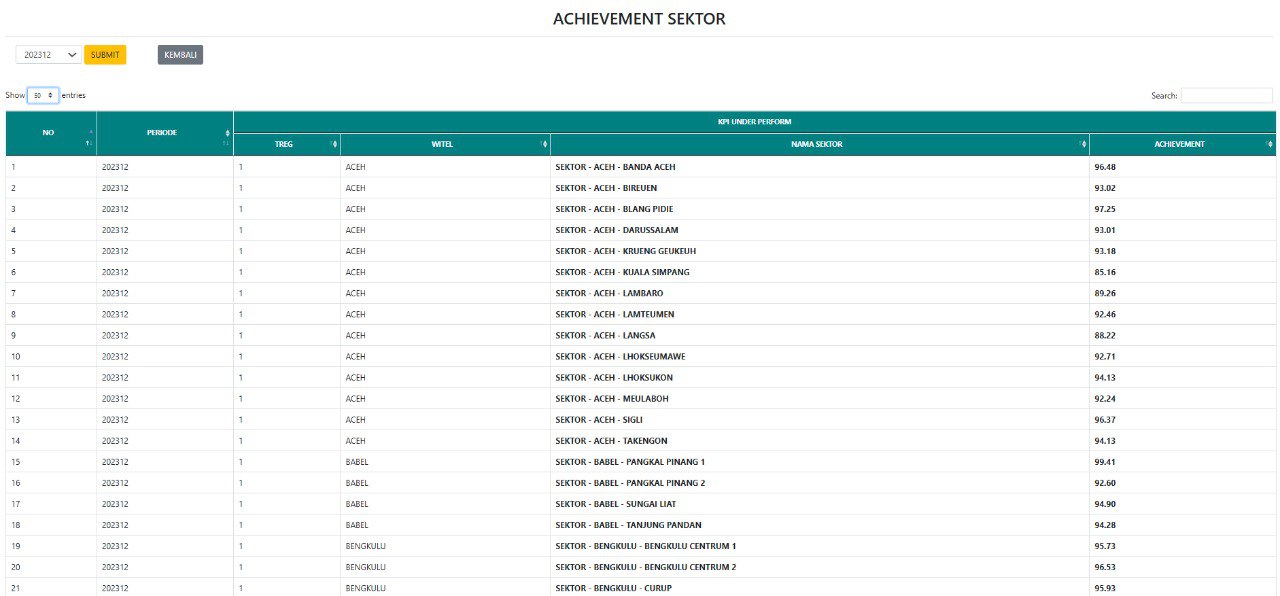 ACHIEVEMENT SEKTOR
202312 SUBMIT KEMBALI
Show 50 entries Search:
NO PERIODE KPI UNDER PERFORM
TREG WITEL NAMA SEKTOR ACHIEVEMENT
1 202312 1 ACEH SEKTOR - ACEH - BANDA ACEH 96.48
2 202312 1 ACEH SEKTOR - ACEH - BIREUEN 93.02
3 202312 1 ACEH SEKTOR - ACEH - BLANG PIDIE 97.25
4 202312 1 ACEH SEKTOR - ACEH - DARUSSALAM 93.01
5 202312 1 ACEH SEKTOR - ACEH - KRUENG GEUKEUH 93.18
6 202312 1 ACEH SEKTOR - ACEH - KUALA SIMPANG 85.16
7 202312 1 ACEH SEKTOR - ACEH - LAMBARO 89.26
8 202312 1 ACEH SEKTOR - ACEH - LAMTEUMEN 92.46
9 202312 1 ACEH SEKTOR - ACEH - LANGSA 88.22
10 202312 1 ACEH SEKTOR - ACEH - LHOKSEUMAWE 92.71
11 202312 1 ACEH SEKTOR - ACEH - LHOKSUKON 94.13
12 202312 1 ACEH SEKTOR - ACEH - MEULABOH 92.24
13 202312 1 ACEH SEKTOR - ACEH - SIGLI 96.37
14 202312 1 ACEH SEKTOR - ACEH - TAKENGON 94.13
15 202312 1 BABEL SEKTOR - BABEL - PANGKAL PINANG 1 99.41
16 202312 1 BABEL SEKTOR - BABEL - PANGKAL PINANG 2 92.60
17 202312 1 BABEL SEKTOR - BABEL - SUNGAI LIAT 94.90
18 202312 1 BABEL SEKTOR - BABEL - TANJUNG PANDAN 94.28
19 202312 1 BENGKULU SEKTOR - BENGKULU - BENGKULU CENTRUM 1 95.73
20 202312 1 BENGKULU SEKTOR - BENGKULU - BENGKULU CENTRUM 2 96.53
21 202312 1 BENGKULU SEKTOR - BENGKULU - CURUP 95.93